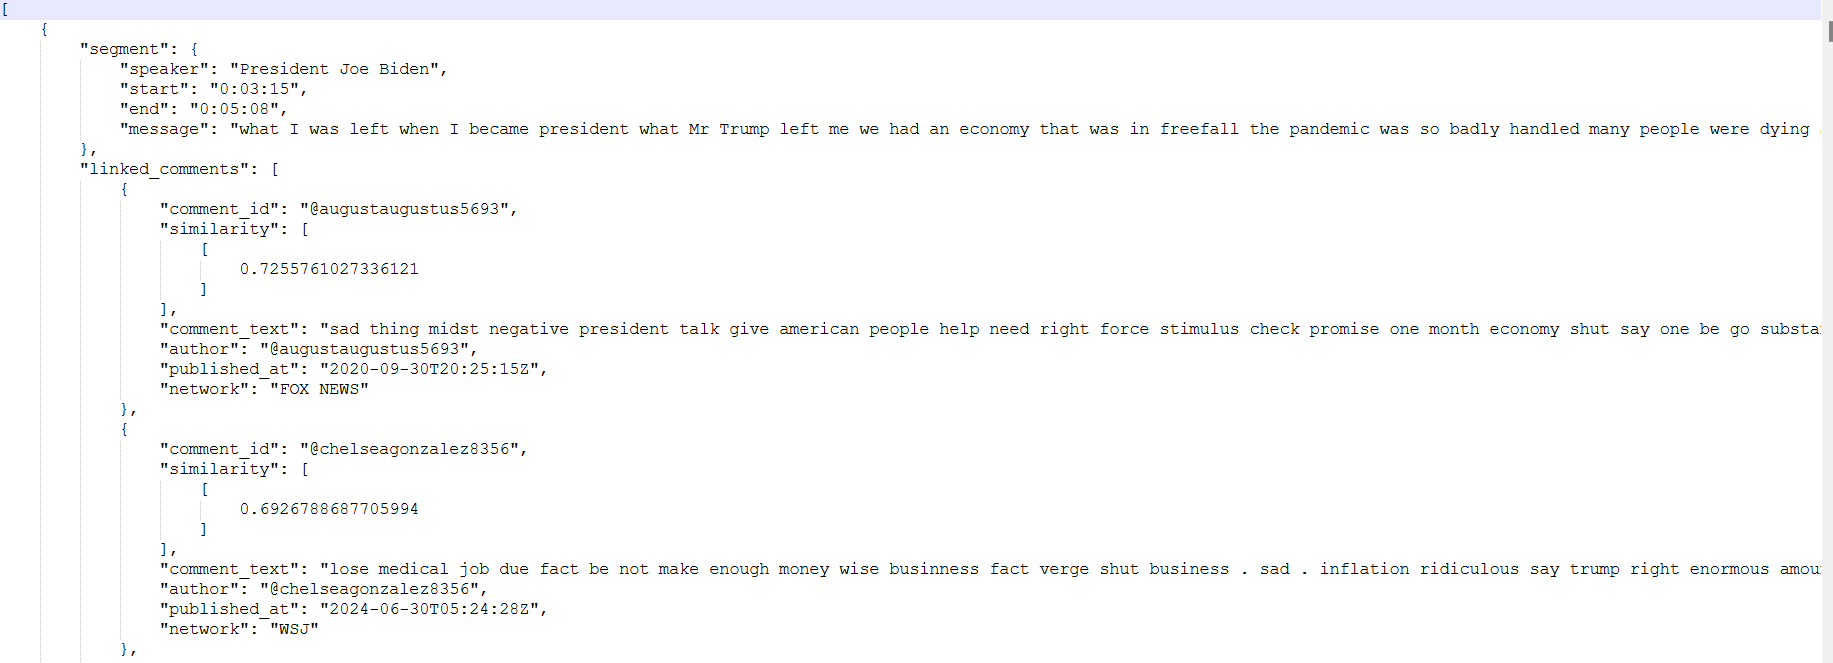 [
{
"segment": {
"speaker": "President Joe Biden",
"start": "0:03:15",
"end": "0:05:08",
"message": "what I was left when I became president what Mr Trump left me we had an economy that was in freefall the pandemic was so badly handled many people were dying
},
"linked_comments": [
{
"comment_id": "@augustaugustus5693",
"similarity": [
[
0.7255761027336121
]
],
"comment_text": "sad thing midst negative president talk give american people help need right force stimulus check promise one month economy shut say one be go substa
"author": "@augustaugustus5693",
"published_at": "2020-09-30T20:25:15Z",
"network": "FOX NEWS"
},
{
"comment_id": "@chelseagonzalez8356",
"similarity": [
[
0.6926788687705994
]
],
"comment_text": "lose medical job due fact be not make enough money wise businness fact verge shut business . sad . inflation ridiculous say trump right enormous amou
"author": "@chelseagonzalez8356",
"published_at": "2024-06-30T05:24:28Z",
"network": "WSJ"
},